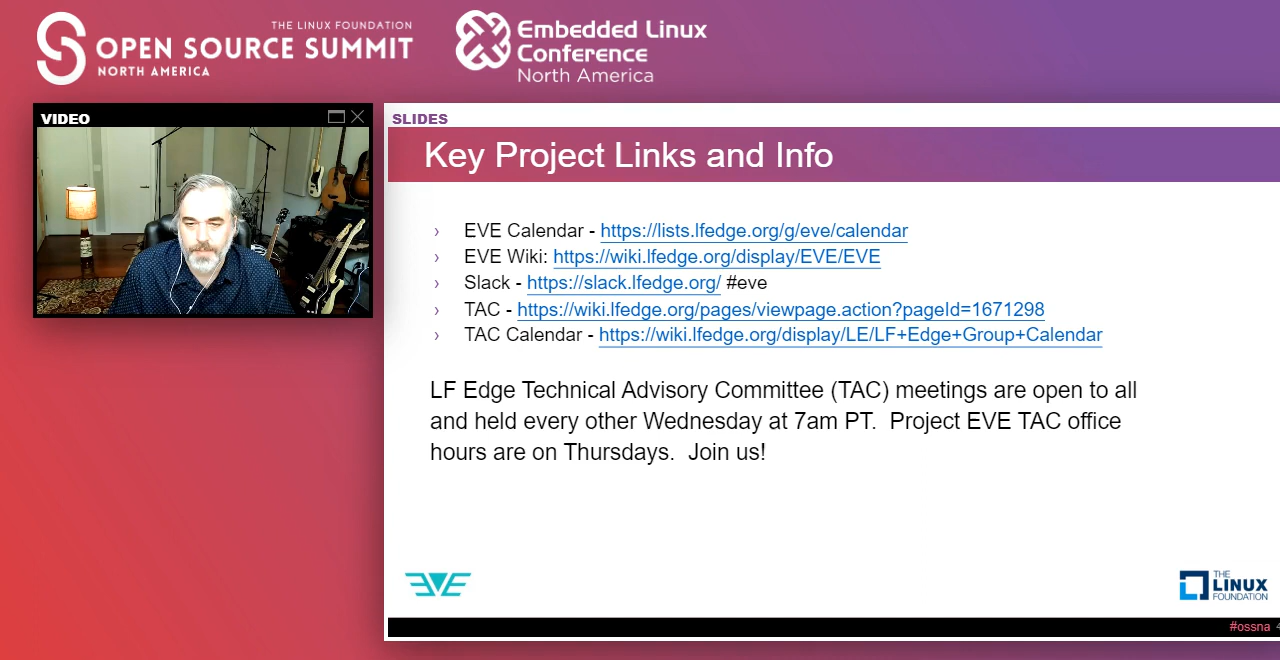 THE LINUX FOUNDATION
OPEN SOURCE SUMMIT
NORTH AMERICA
Embedded Linux
Conference
North America
VIDEO
SLIDES
Key Project Links and Info
› EVE Calendar - https://lists.lfedge.org/g/eve/calendar
› EVE Wiki: https://wiki.lfedge.org/display/EVE/EVE
› Slack - https://slack.lfedge.org/ #eve
› TAC - https://wiki.lfedge.org/pages/viewpage.action?pageId=1671298
› TAC Calendar - https://wiki.lfedge.org/display/LE/LF+Edge+Group+Calendar
LF Edge Technical Advisory Committee (TAC) meetings are open to all
and held every other Wednesday at 7am PT.  Project EVE TAC office
hours are on Thursdays.  Join us!
EVE
THE
LINUX
FOUNDATION
#ossna